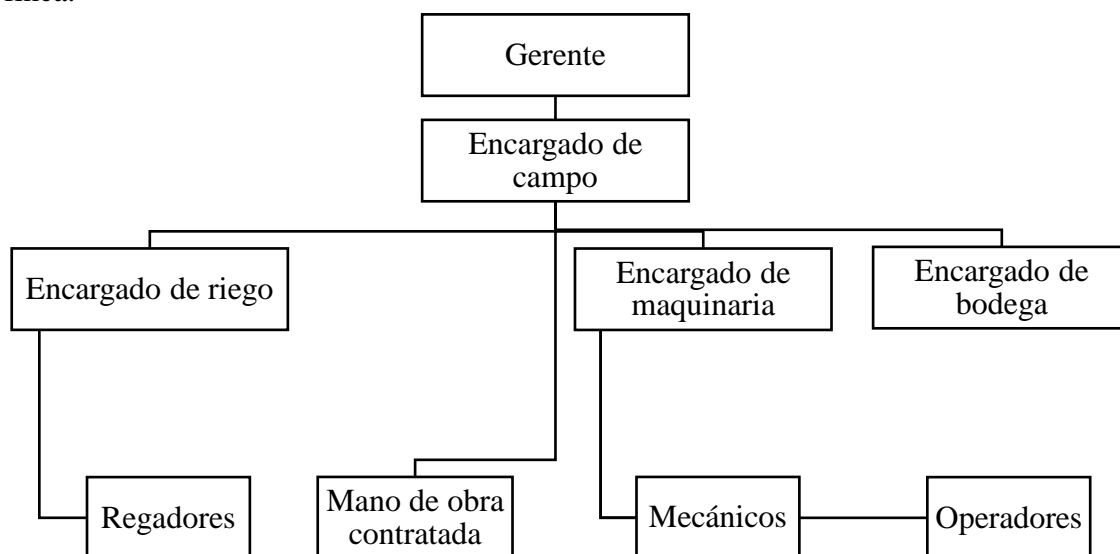 finca.
Gerente
Encargado de
campo
Encargado de riego
Encargado de
maquinaria
Encargado de
bodega
Regadores
Mano de obra
contratada
Mecánicos
Operadores